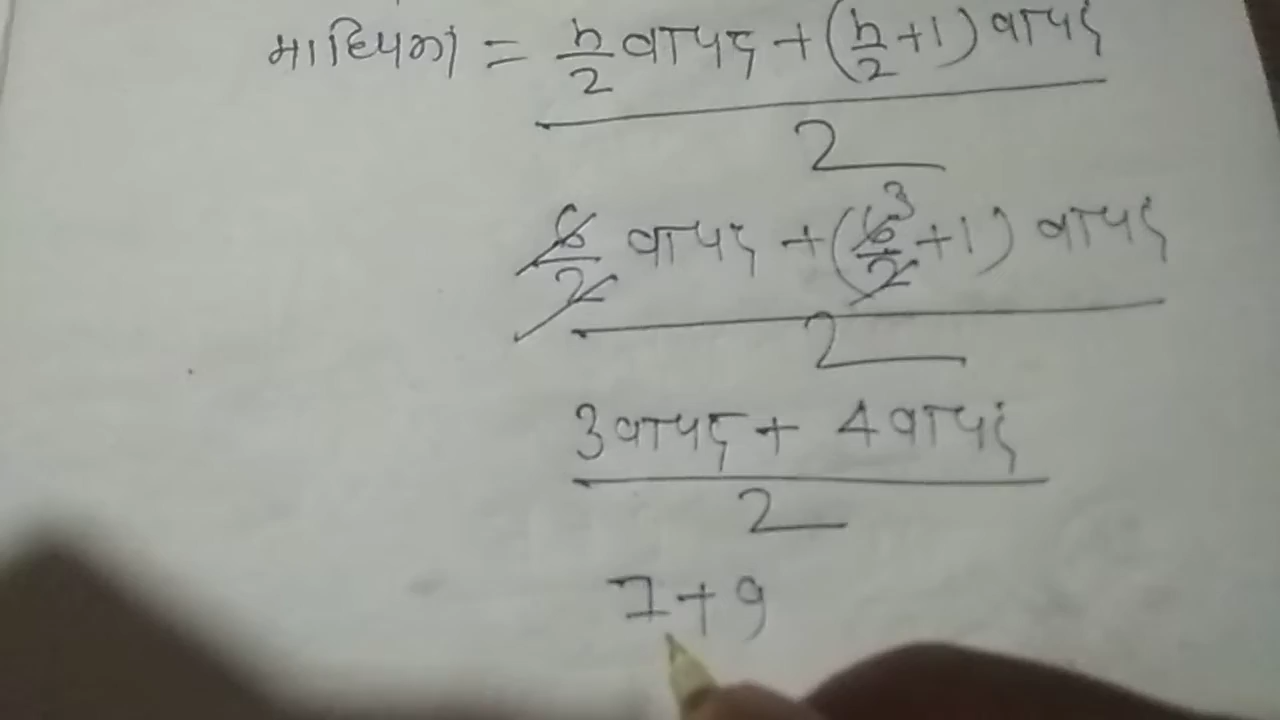 माध्यिका = n/2 वा पद + (n/2 + 1) वा पद
2
6/2 वा पद + (6/2 3 + 1) वा पद
2
3 वा पद + 4 वा पद
2
7 + 9